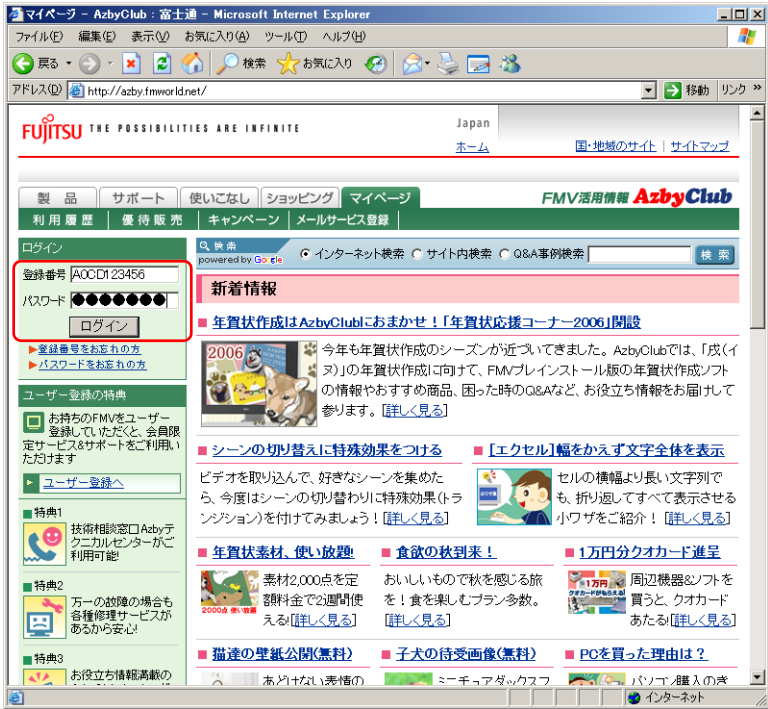 マイページ - AzbyClub : 富士通 - Microsoft Internet Explorer
ファイル(F) 編集(E) 表示(V) お気に入り(A) ツール(T) ヘルプ(H)
戻る 検索 お気に入り
アドレス(D) http://azby.fmworld.net/ 移動 リンク »
FUJITSU THE POSSIBILITIES ARE INFINITE
Japan
ホーム
国・地域のサイト | サイトマップ
製 品 サポート 使いこなし ショッピング マイページ
FMV活用情報 AzbyClub
利用履歴 優待販売 キャンペーン メールサービス登録
ログイン
登録番号 A0CD123456
パスワード ●●●●●●●
ログイン
▶登録番号をお忘れの方
▶パスワードをお忘れの方
ユーザー登録の特典
お持ちのFMVをユーザー
登録していただくと、会員限
定サービス&サポートをご利用い
ただけます
ユーザー登録へ
■特典1
技術相談窓口Azbyテ
クニカルセンターがご
利用可能!
■特典2
万一の故障の場合も
各種修理サービスが
あるから安心!
■特典3
お役立ち情報満載の
検索
powered by Google
インターネット検索 サイト内検索 Q&A事例検索 検 索
新着情報
■ 年賀状作成はAzbyClubにおまかせ！「年賀状応援コーナー2006」開設
2006
今年も年賀状作成のシーズンが近づいてきました。AzbyClubでは、「戌(イ
ヌ)」の年賀状作成に向けて、FMVプレインストール版の年賀状作成ソフト
の情報やおすすめ商品、困った時のQ&Aなど、お役立ち情報をお届けして
参ります。[詳しく見る]
■ シーンの切り替えに特殊効果をつける
ビデオを取り込んで、好きなシーンを集めた
ら、今度はシーンの切り替わりに特殊効果(トラ
ンジション)を付けてみましょう！[詳しく見る]
■ [エクセル]幅をかえず文字全体を表示
セルの横幅より長い文字列で
も、折り返してすべて表示させる
小ワザをご紹介！ [詳しく見る]
■ 年賀状素材、使い放題!
2000点 使い放題
素材2,000点を定
額料金で2週間使
える![詳しく見る]
■ 食欲の秋到来！
おいしいもので秋を感じる旅
を！食を楽しむプラン多数。
[詳しく見る]
■ 1万円分クオカード進呈
1万円
クオカードがもらえる!
周辺機器&ソフトを
買うと、クオカード
あたる![詳しく見る]
■ 猫達の壁紙公開(無料)
あどけない表情の
■ 子犬の待受画像(無料)
ミニチュアダックスフ
■ PCを買った理由は？
パソコン購入のき
インターネット